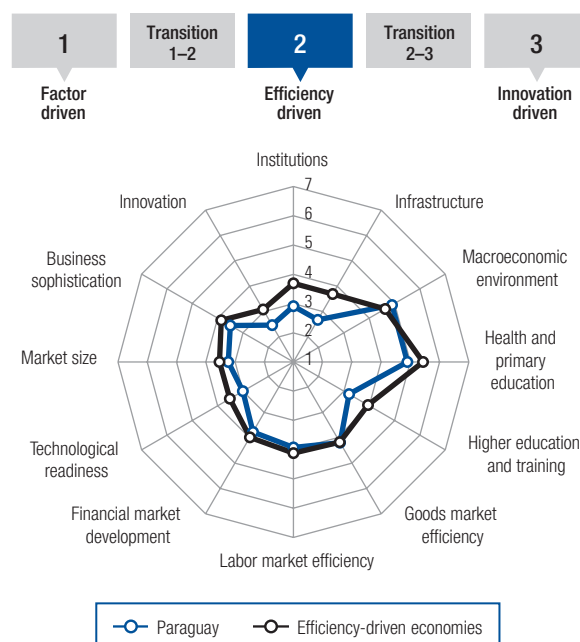 1
Transition
1–2
2
Transition
2–3
3
Factor
driven
Efficiency
driven
Innovation
driven
Institutions
Infrastructure
Macroeconomic
environment
Health and
primary
education
Higher education
and training
Goods market
efficiency
Labor market efficiency
Financial market
development
Technological
readiness
Market size
Business
sophistication
Innovation
7
6
5
4
3
2
1
Paraguay
Efficiency-driven economies